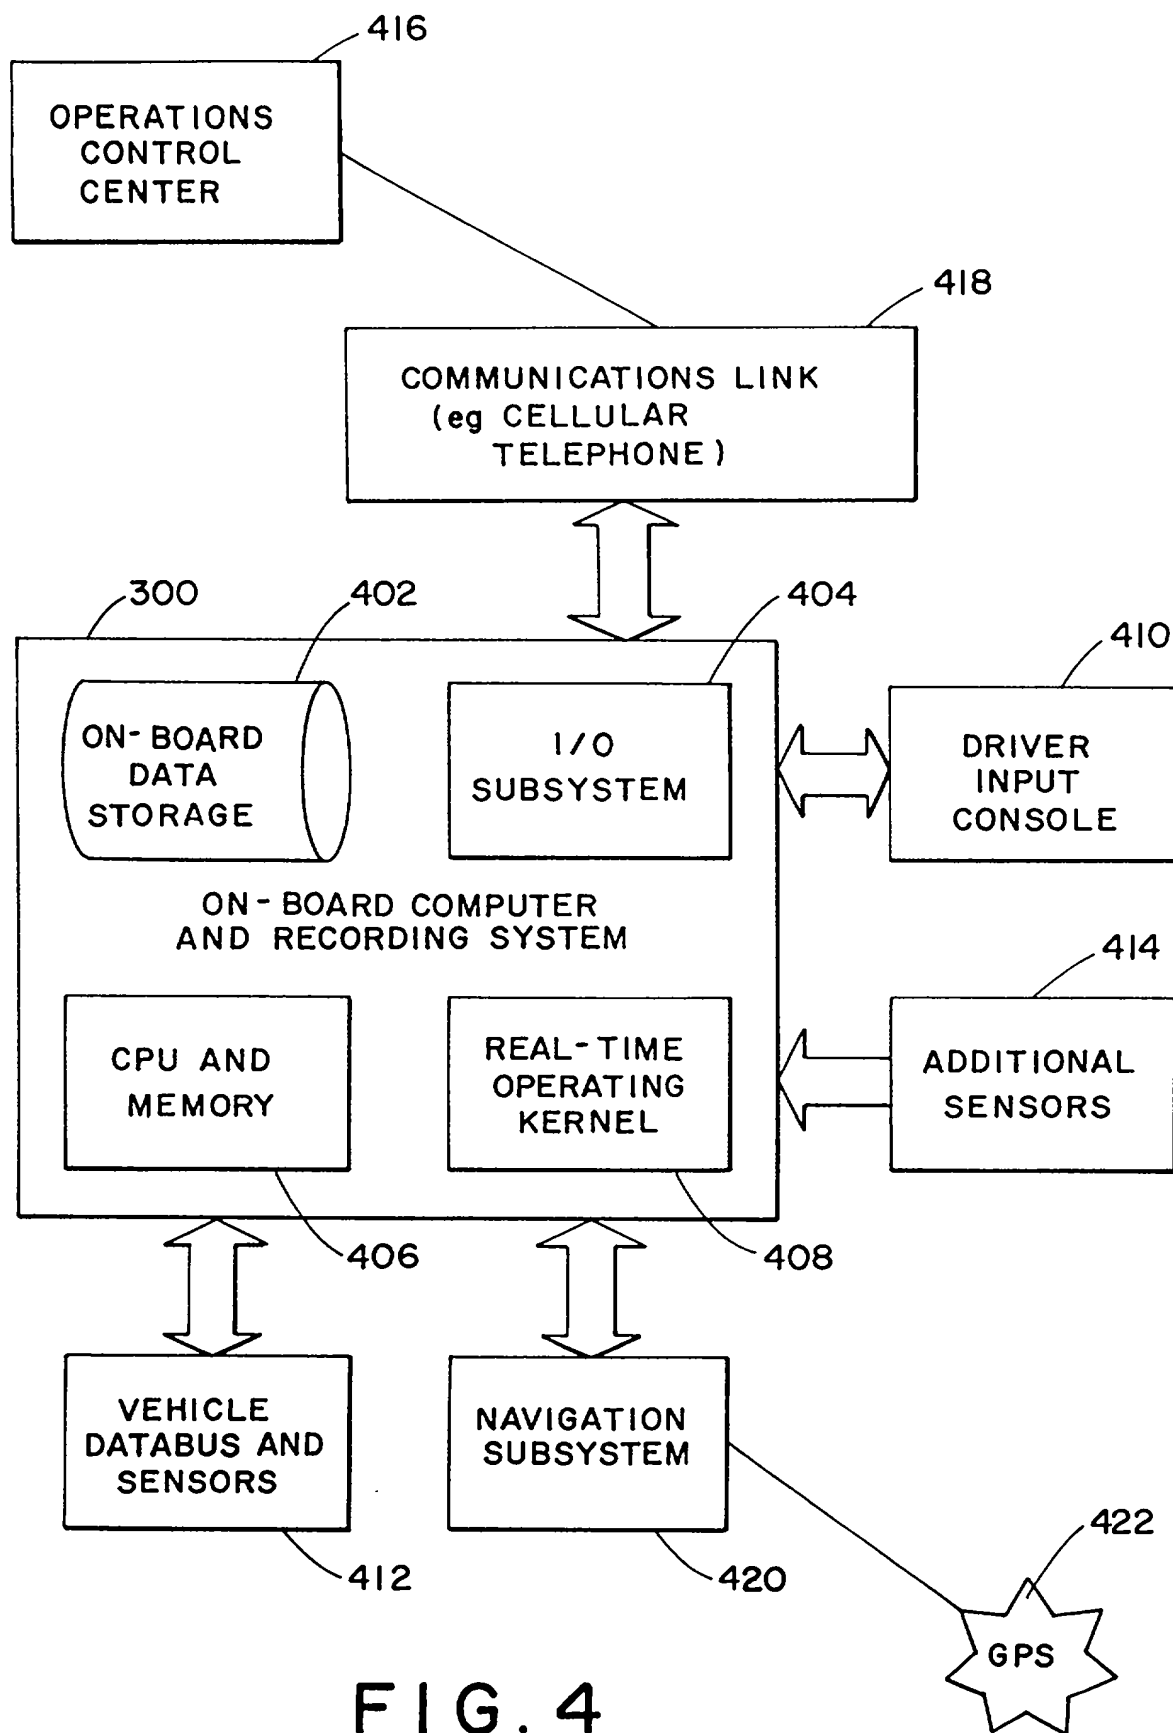 416
OPERATIONS
CONTROL
CENTER
418
COMMUNICATIONS LINK
(eg CELLULAR
TELEPHONE)
300
402
404
410
ON-BOARD
DATA
STORAGE
I/O
SUBSYSTEM
DRIVER
INPUT
CONSOLE
ON-BOARD COMPUTER
AND RECORDING SYSTEM
414
CPU AND
MEMORY
REAL-TIME
OPERATING
KERNEL
ADDITIONAL
SENSORS
406
408
VEHICLE
DATABUS AND
SENSORS
NAVIGATION
SUBSYSTEM
412
420
422
GPS
FIG. 4